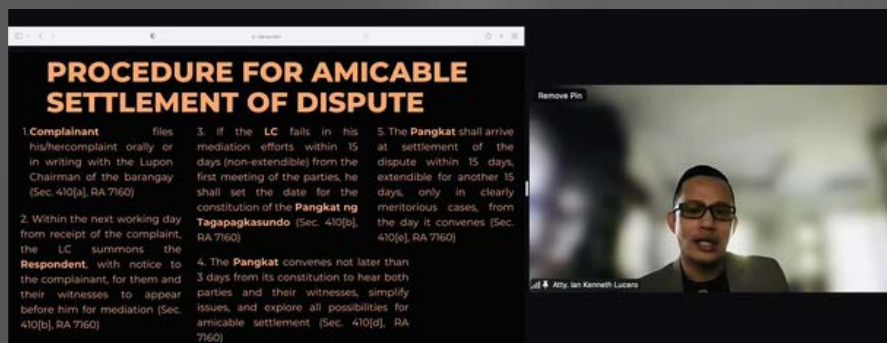 PROCEDURE FOR AMICABLE
SETTLEMENT OF DISPUTE
1.Complainant files
his/hercomplaint orally or
in writing with the Lupon
Chairman of the barangay
(Sec. 410[a], RA 7160)
2. Within the next working day
from receipt of the complaint,
the LC summons the
Respondent, with notice to
the complainant, for them and
their witnesses to appear
before him for mediation (Sec.
410[b], RA 7160)
3. If the LC fails in his
mediation efforts within 15
days (non-extendible) from the
first meeting of the parties, he
shall set the date for the
constitution of the Pangkat ng
Tagapagkasundo (Sec. 410[b],
RA 7160)
4. The Pangkat convenes not later than
3 days from its constitution to hear both
parties and their witnesses, simplify
issues, and explore all possibilities for
amicable settlement (Sec. 410[d], RA
7160)
5. The Pangkat shall arrive
at settlement of the
dispute within 15 days,
extendible for another 15
days, only in clearly
meritorious cases, from
the day it convenes (Sec.
410[e], RA 7160)
Remove Pin
Atty. Ian Kenneth Lucero